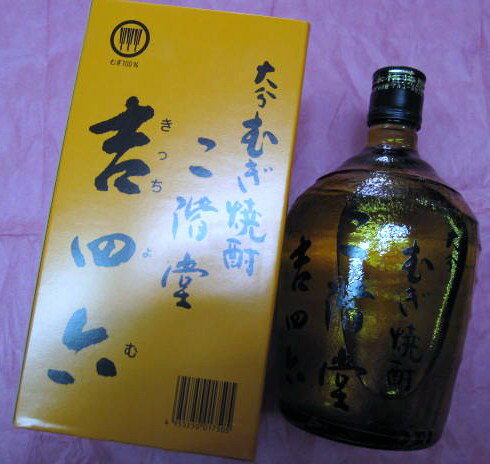 むぎ100%
大分むぎ焼酎
二階堂
吉四六
きっちょむ
大分
むぎ焼酎
二階堂
吉四六